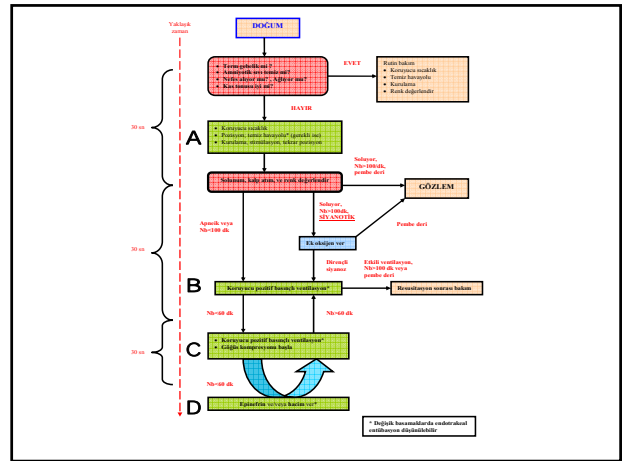 Yaklaşık
zaman
DOĞUM
• Term gebelik mi ?
• Amniyotik sıvı temiz mi?
• Nefes alıyor mu? , Ağlıyor mu?
• Kas tonusu iyi mi?
EVET
Rutin bakım
• Koruyucu sıcaklık
• Temiz havayolu
• Kurulama
• Renk değerlendir
HAYIR
30 sn
A
• Koruyucu sıcaklık
• Pozisyon, temiz havayolu* (gerekli ise)
• Kurulama, stimülasyon, tekrar pozisyon
Solunum, kalp atımı, ve renk değerlendir
Soluyor,
Nb=100/dk,
pembe deri
GÖZLEM
Apneik veya
Nb=100 dk
Soluyor,
Nb=100dk,
SİYANOTİK
Ek oksijen ver
Pembe deri
30 sn
Dirençli
siyanoz
Etkili ventilasyon,
Nb=100 dk veya
pembe deri
B
Koruyucu pozitif basınçlı ventilasyon*
Resusitasyon sonrası bakım
Nb=60 dk
Nb=60 dk
30 sn
C
• Koruyucu pozitif basınçlı ventilasyon*
• Göğüs kompresyonu başla
Nb=60 dk
D
Epinefrin ve/veya hacim ver*
* Değişik basamaklarda endotrakeal
entübasyon düşünülebilir